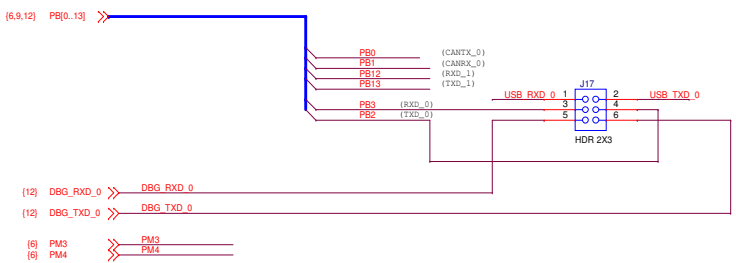 {6,9,12} PB[0..13]
PB0 (CANTX_0)
PB1 (CANRX_0)
PB12 (RXD_1)
PB13 (TXD_1)
J17
USB_RXD_0 1 2 USB_TXD_0
PB3 (RXD_0) 3 4
PB2 (TXD_0) 5 6
HDR 2X3
{12} DBG_RXD_0 DBG_RXD_0
{12} DBG_TXD_0 DBG_TXD_0
{6} PM3 PM3
{6} PM4 PM4